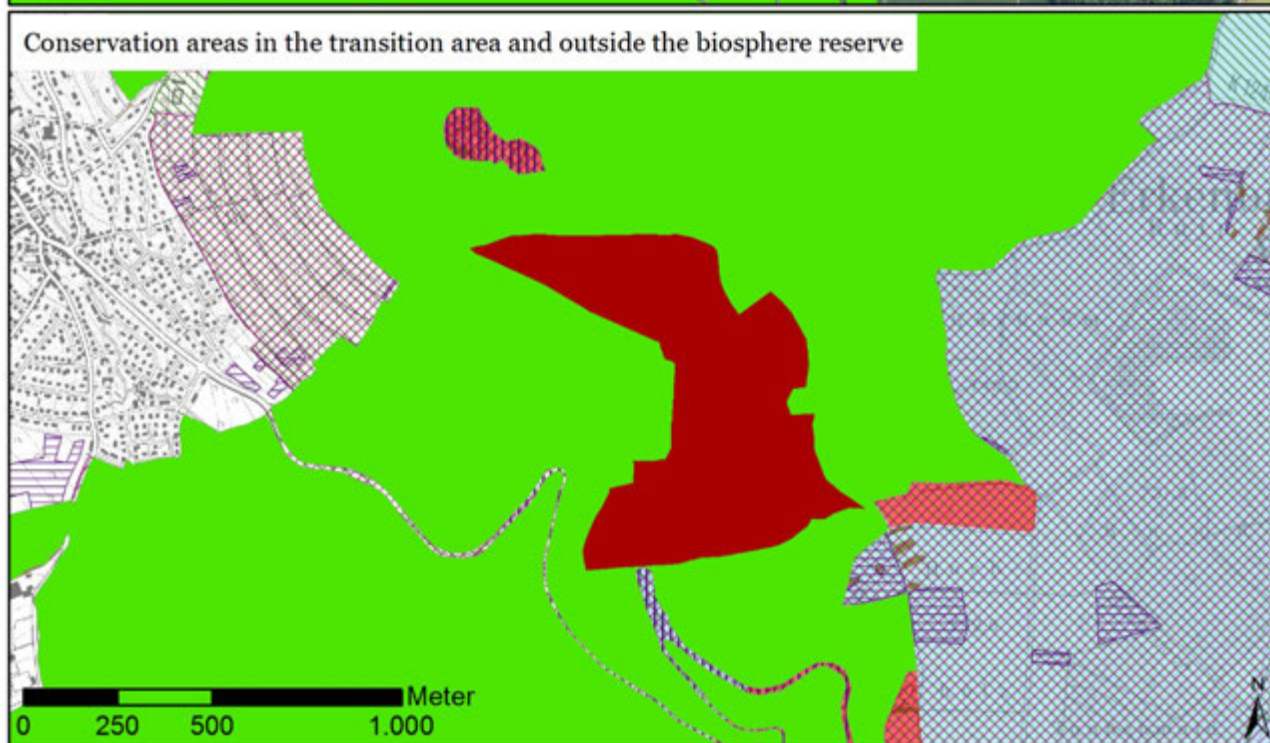 Conservation areas in the transition area and outside the biosphere reserve
Meter
0 250 500 1.000
N